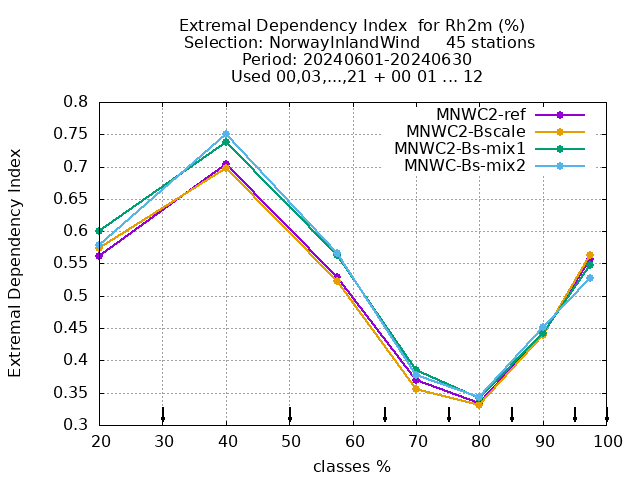 Extremal Dependency Index  for Rh2m (%)
Selection: NorwayInlandWind     45 stations
Period: 20240601-20240630
Used 00,03,...,21 + 00 01 ... 12
MNWC2-ref
MNWC2-Bscale
MNWC2-Bs-mix1
MNWC-Bs-mix2
Extremal Dependency Index
0.8
0.75
0.7
0.65
0.6
0.55
0.5
0.45
0.4
0.35
0.3
20 30 40 50 60 70 80 90 100
classes %